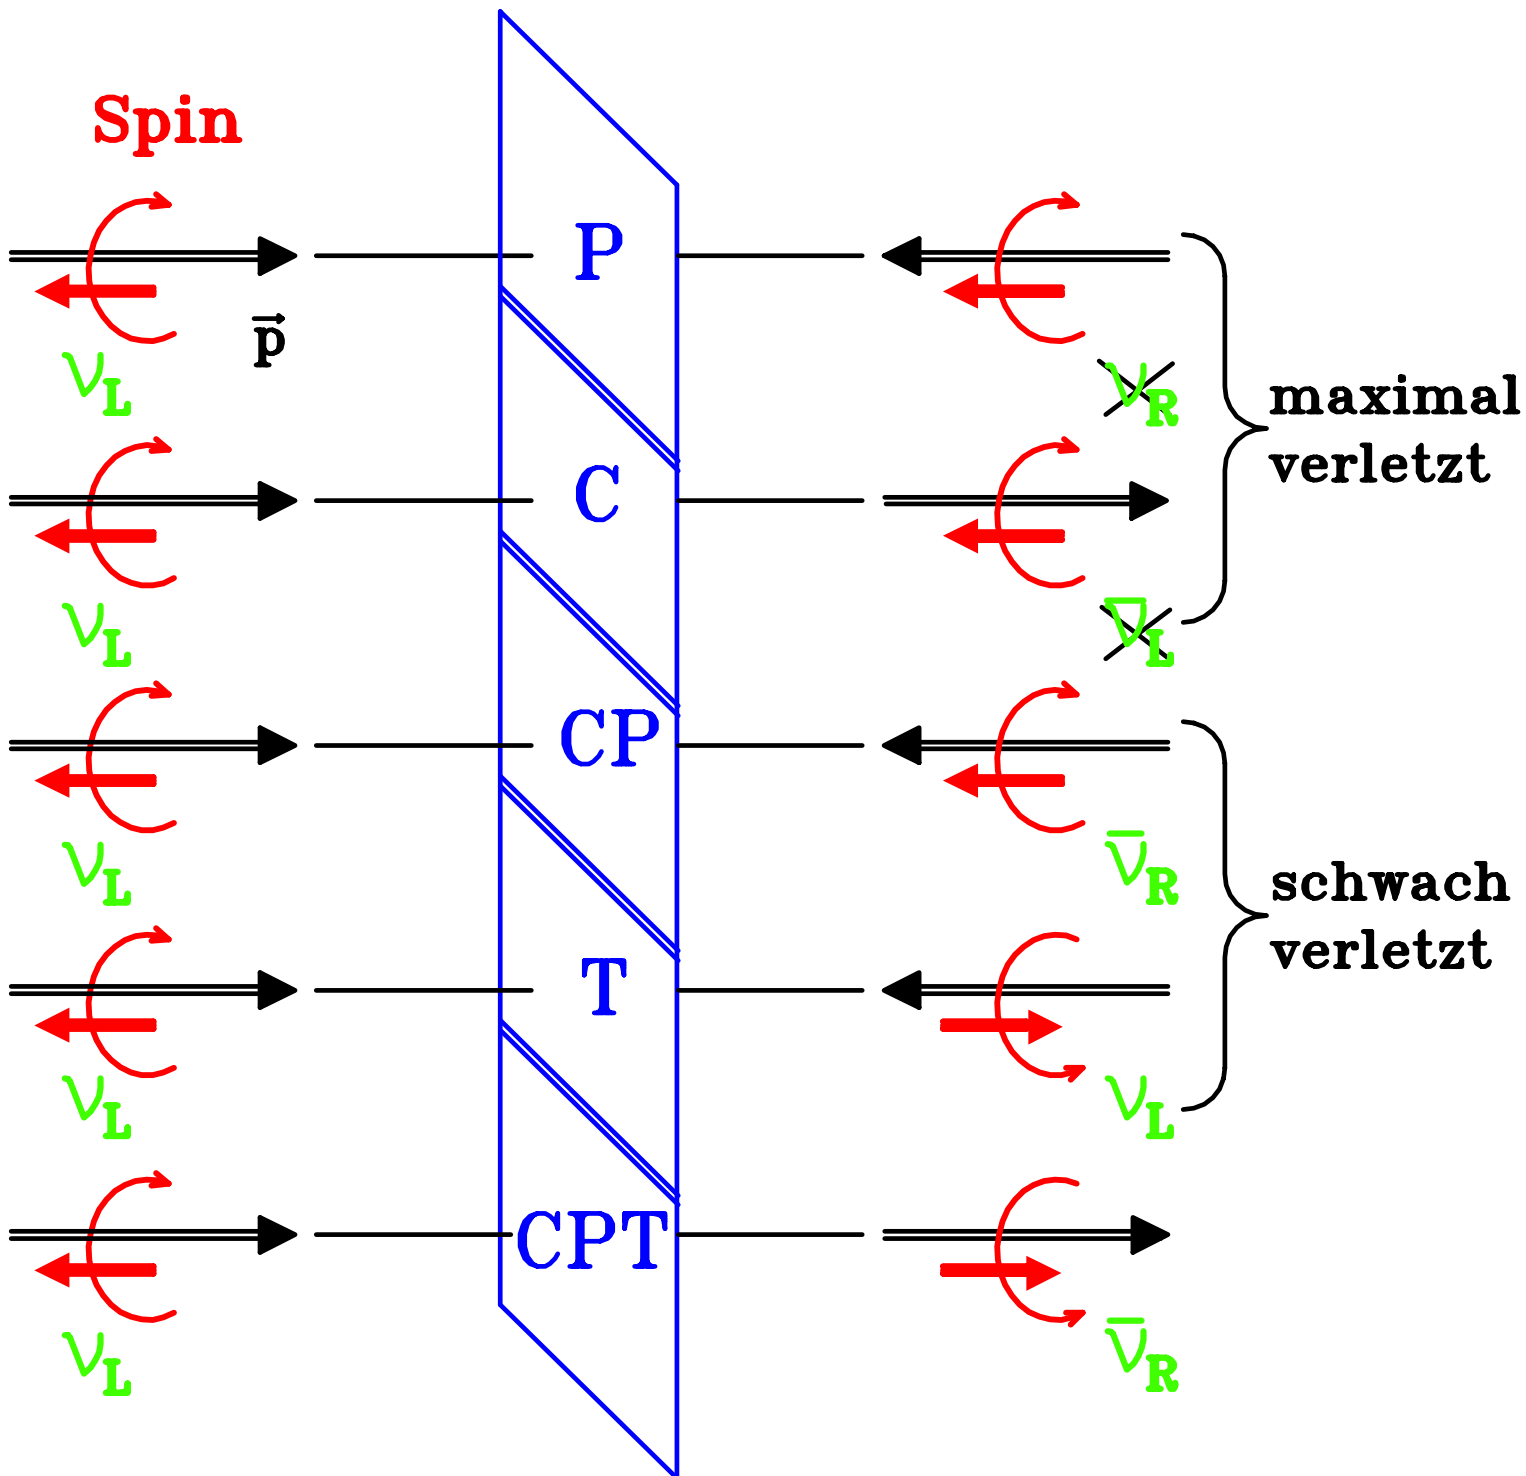 Spin
P
p⃗
ν_L
ν_R
maximal
verletzt
C
ν_L
ν̅_L
CP
ν_L
ν̅_R
schwach
verletzt
T
ν_L
ν_L
CPT
ν_L
ν̅_R